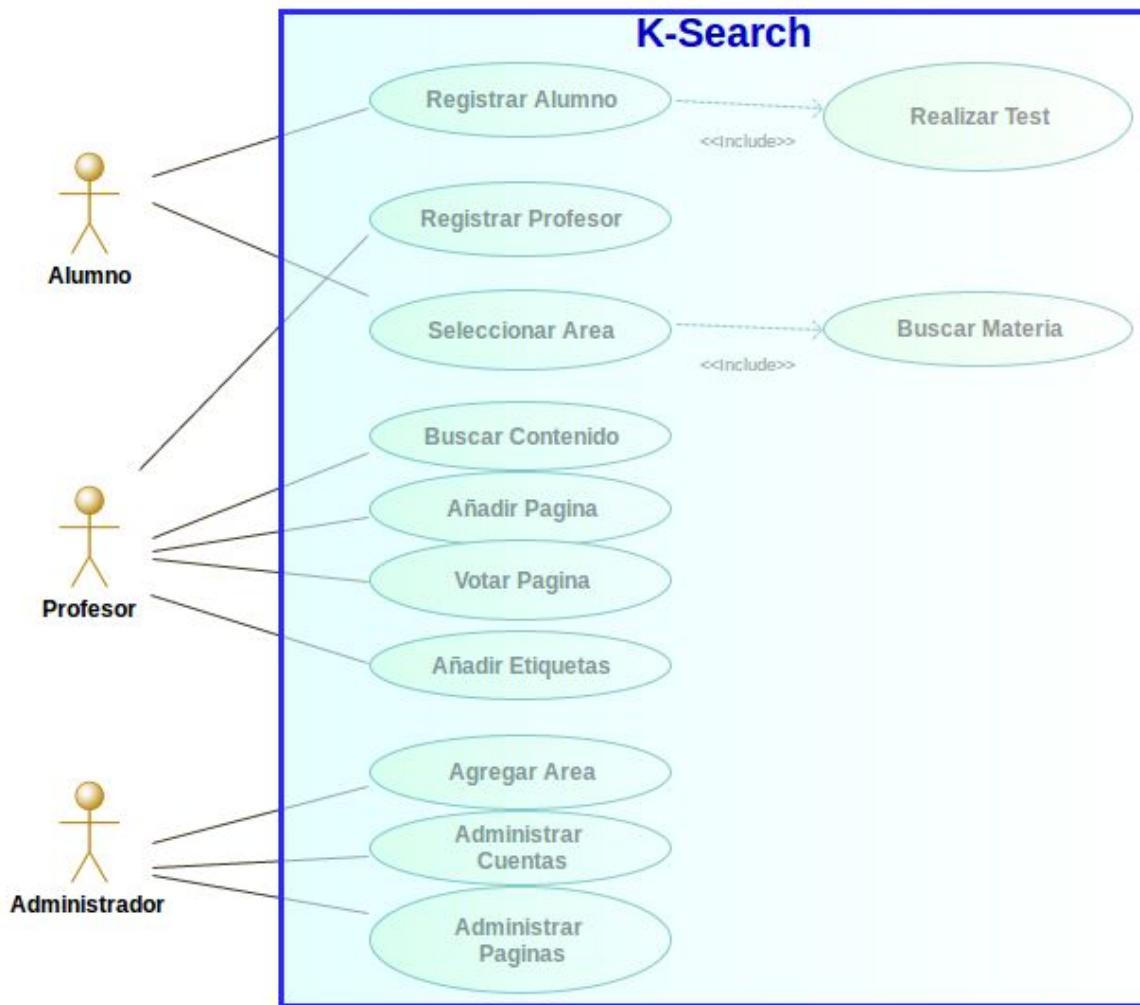 K-Search
Registrar Alumno
Realizar Test
<<Include>>
Alumno
Registrar Profesor
Seleccionar Area
Buscar Materia
<<Include>>
Buscar Contenido
Añadir Pagina
Votar Pagina
Profesor
Añadir Etiquetas
Agregar Area
Administrar
Cuentas
Administrador
Administrar
Paginas